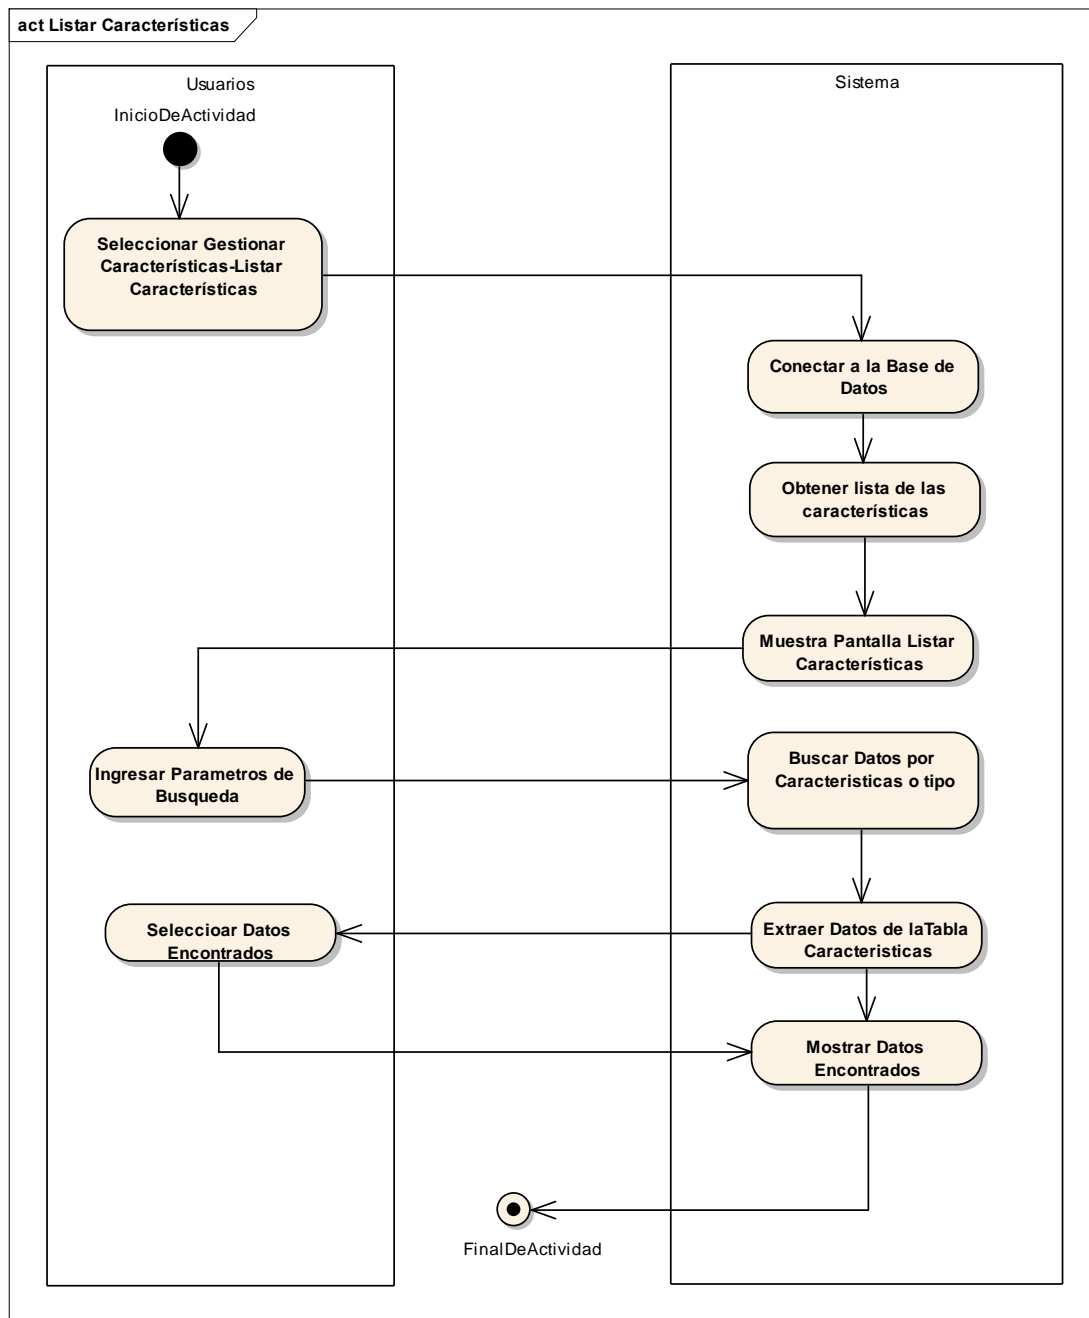 act Listar Características
Usuarios
Sistema
InicioDeActividad
Seleccionar Gestionar
Características-Listar
Características
Conectar a la Base de
Datos
Obtener lista de las
características
Muestra Pantalla Listar
Características
Ingresar Parametros de
Busqueda
Buscar Datos por
Caracteristicas o tipo
Seleccioar Datos
Encontrados
Extraer Datos de laTabla
Caracteristicas
Mostrar Datos
Encontrados
FinalDeActividad